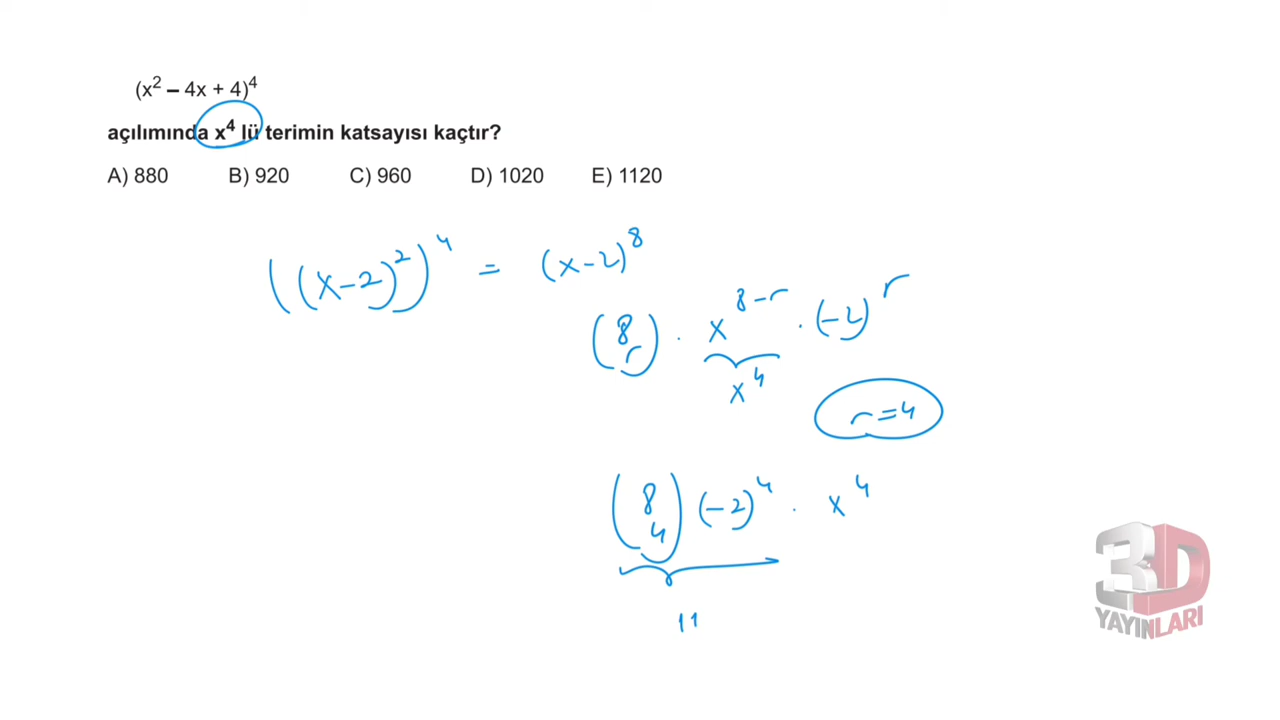 (x² – 4x + 4)⁴
açılımında x⁴ lü terimin katsayısı kaçtır?
A) 880 B) 920 C) 960 D) 1020 E) 1120
((x-2)²)⁴ = (x-2)⁸
(8 r) · x^(8-r) · (-2)^r
x⁴
r=4
(8 4) (-2)⁴ · x⁴
11
3D
YAYINLARI